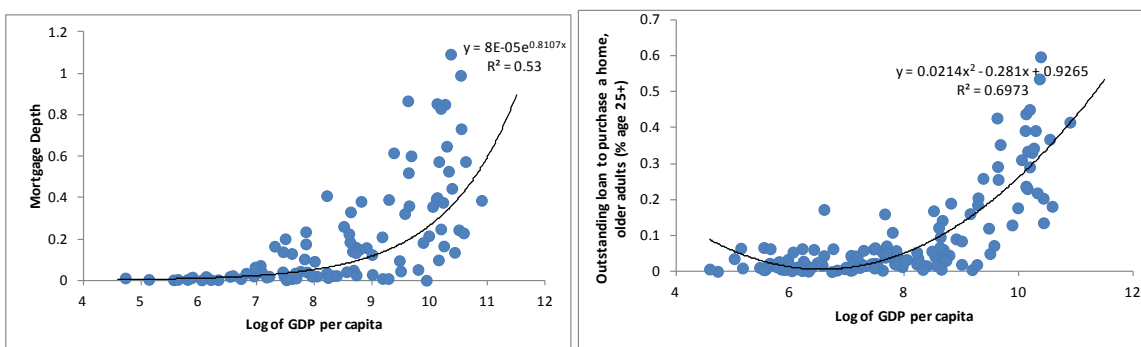 1.2
1
0.8
0.6
0.4
0.2
0
4 5 6 7 8 9 10 11 12
Mortgage Depth
Log of GDP per capita
y = 8E-05e^0.8107x
R² = 0.53
0.7
0.6
0.5
0.4
0.3
0.2
0.1
0
4 6 8 10 12
Outstanding loan to purchase a home,
older adults (% age 25+)
Log of GDP per capita
y = 0.0214x² - 0.281x + 0.9265
R² = 0.6973